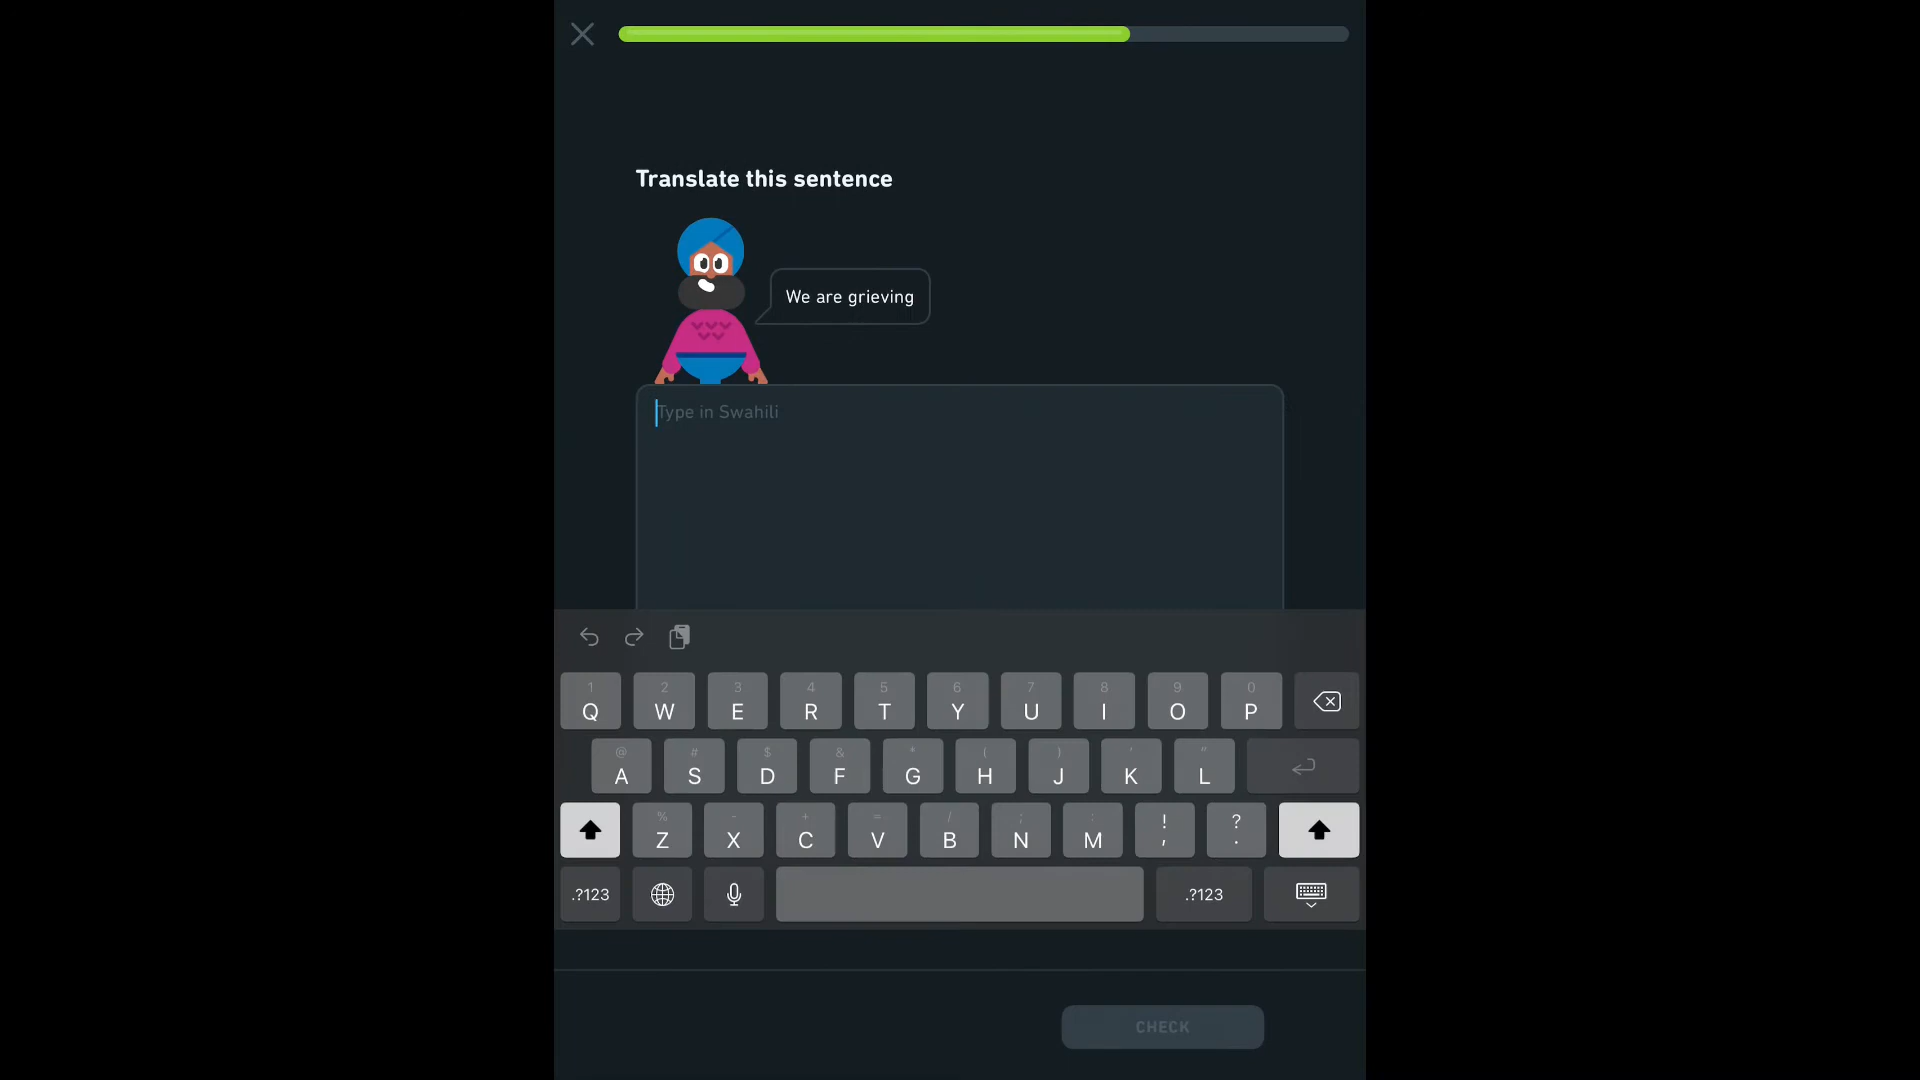 Translate this sentence
We are grieving
Type in Swahili
1 2 3 4 5 6 7 8 9 0
Q W E R T Y U I O P
@ # $ & * ( ) ' "
A S D F G H J K L
% - + = / ; : ! ?
Z X C V B N M , .
.?123 .?123
CHECK